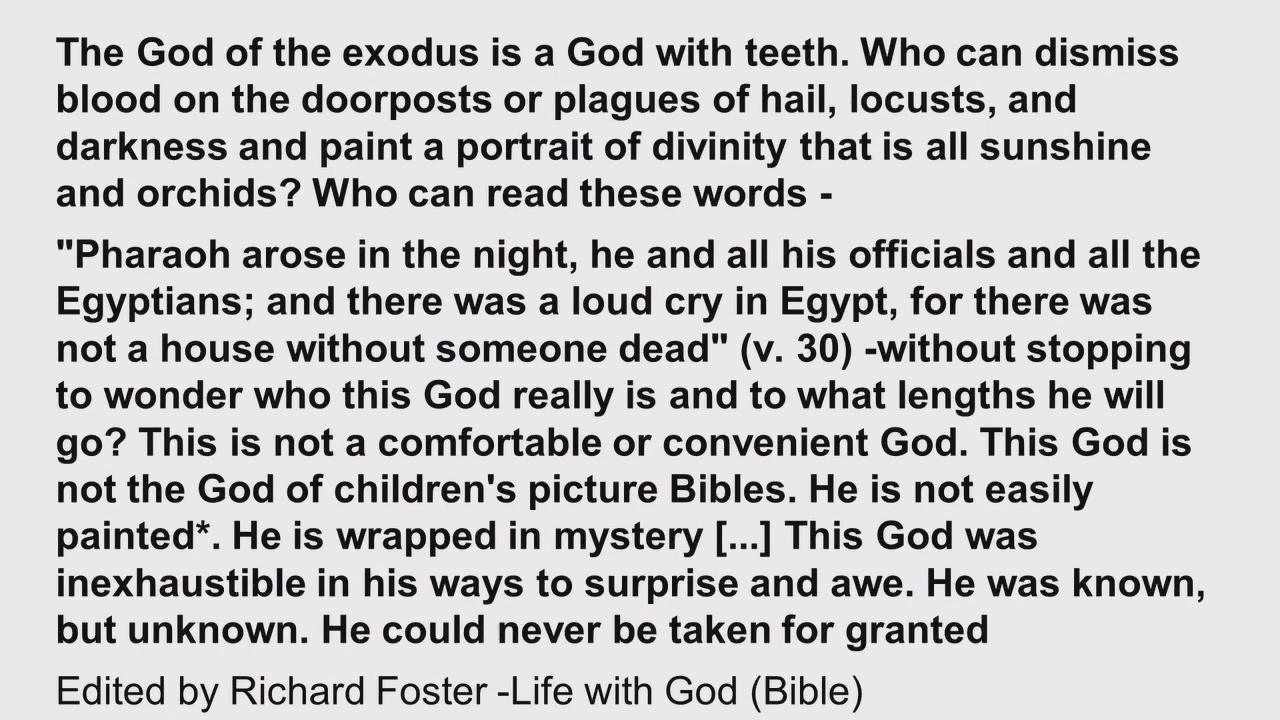 The God of the exodus is a God with teeth. Who can dismiss
blood on the doorposts or plagues of hail, locusts, and
darkness and paint a portrait of divinity that is all sunshine
and orchids? Who can read these words -
"Pharaoh arose in the night, he and all his officials and all the
Egyptians; and there was a loud cry in Egypt, for there was
not a house without someone dead" (v. 30) -without stopping
to wonder who this God really is and to what lengths he will
go? This is not a comfortable or convenient God. This God is
not the God of children's picture Bibles. He is not easily
painted*. He is wrapped in mystery [...] This God was
inexhaustible in his ways to surprise and awe. He was known,
but unknown. He could never be taken for granted
Edited by Richard Foster -Life with God (Bible)